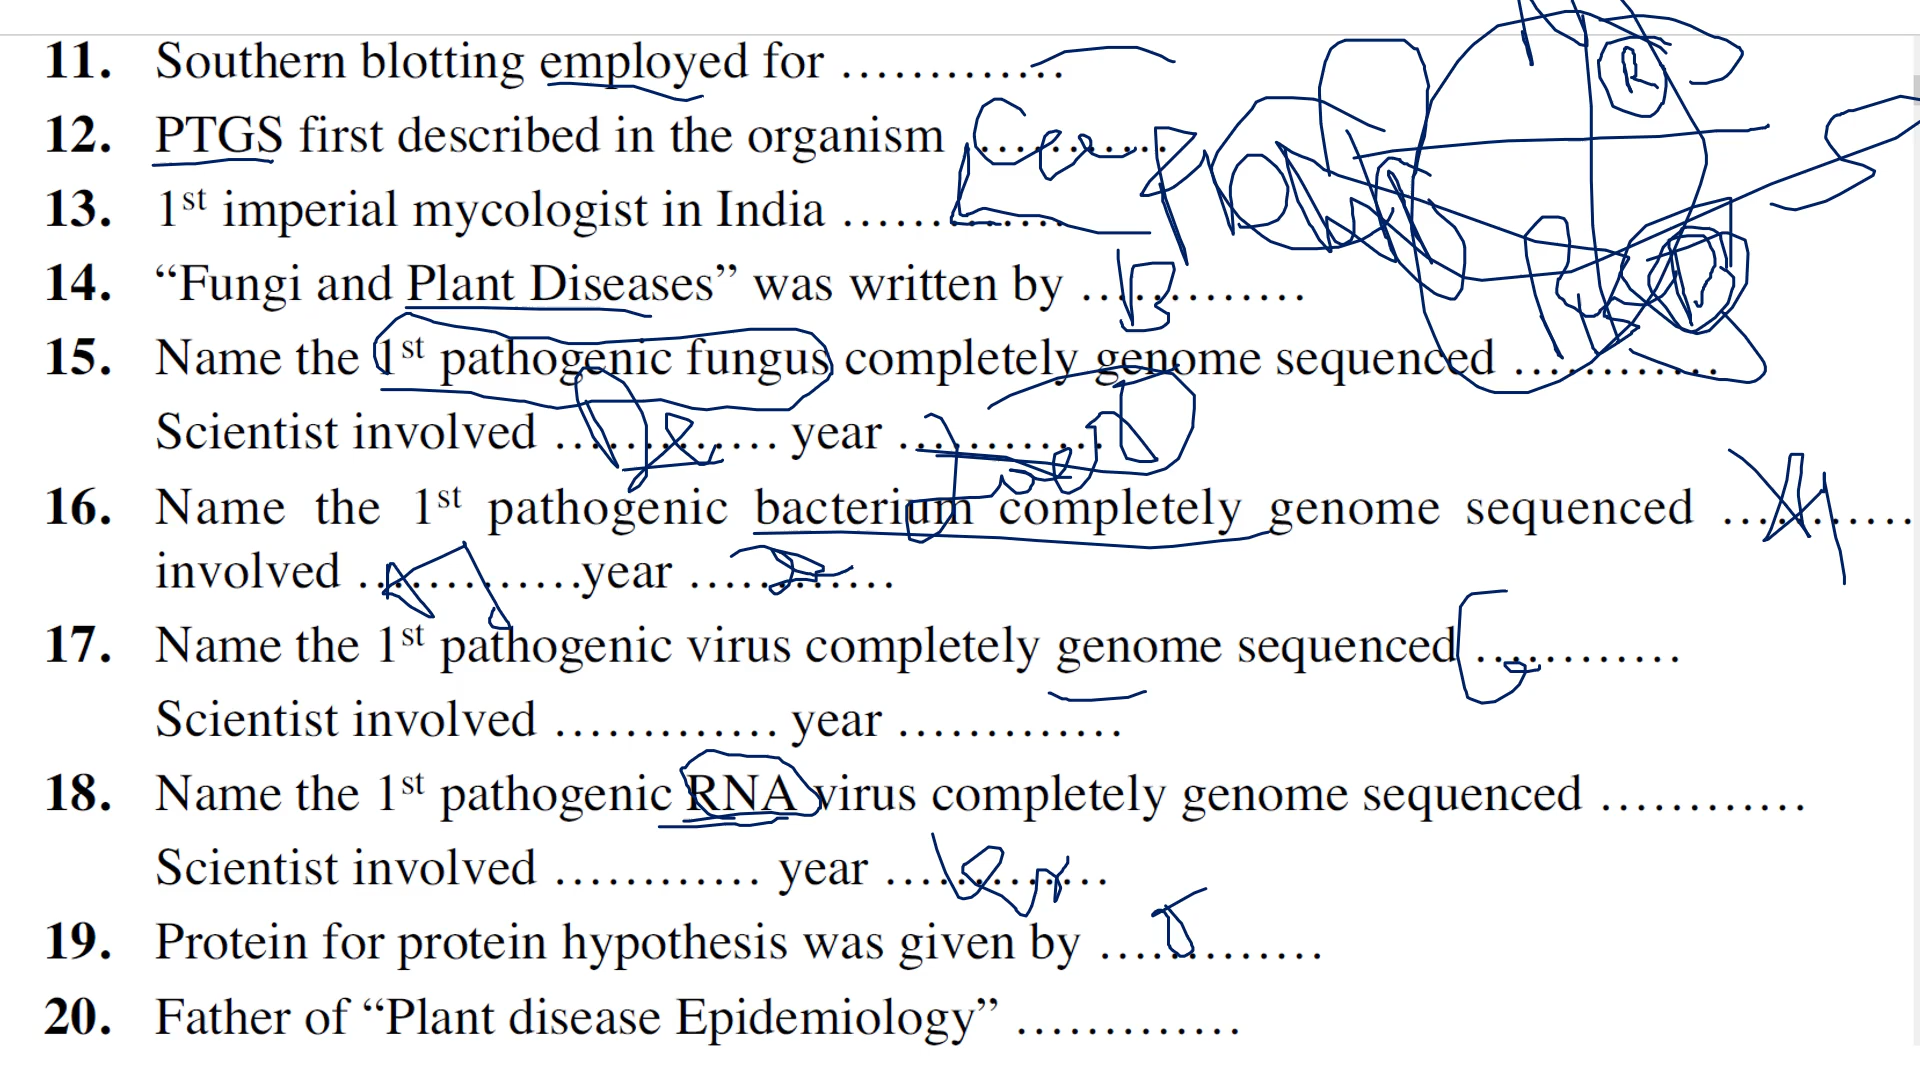 11. Southern blotting employed for .............
12. PTGS first described in the organism ............
13. 1st imperial mycologist in India .............
14. “Fungi and Plant Diseases” was written by .............
15. Name the 1st pathogenic fungus completely genome sequenced ............
Scientist involved ............. year .............
16. Name the 1st pathogenic bacterium completely genome sequenced ...........
involved .............year ............
17. Name the 1st pathogenic virus completely genome sequenced ............
Scientist involved ............. year .............
18. Name the 1st pathogenic RNA virus completely genome sequenced ............
Scientist involved ............ year .............
19. Protein for protein hypothesis was given by .............
20. Father of “Plant disease Epidemiology” .............